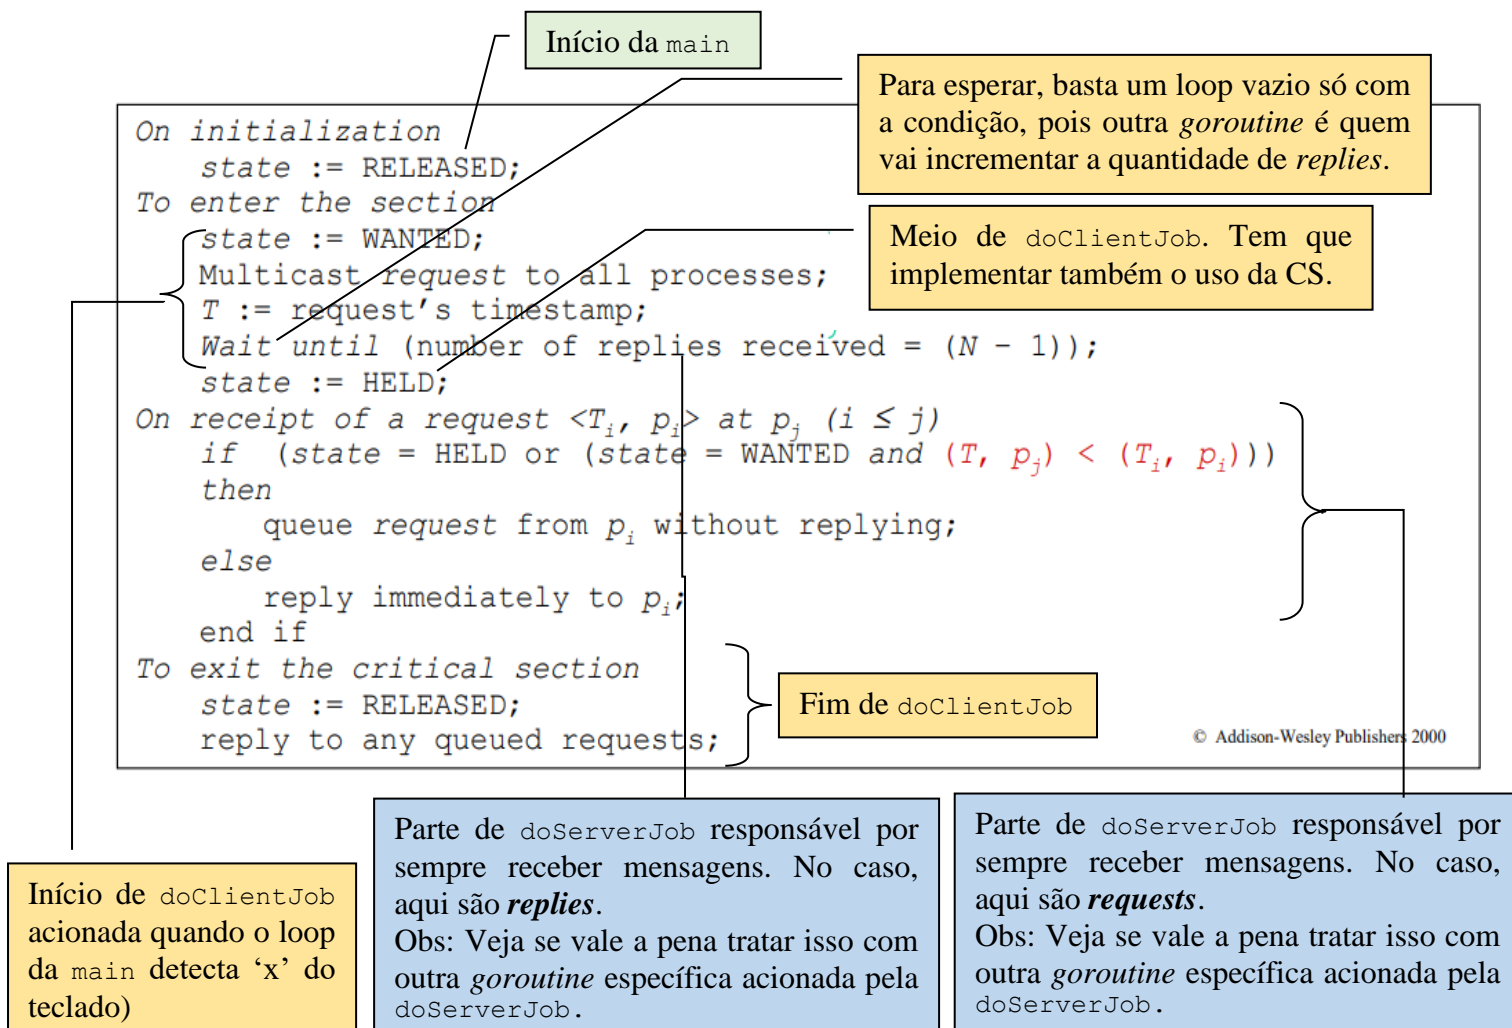 Início da main
Para esperar, basta um loop vazio só com
a condição, pois outra goroutine é quem
vai incrementar a quantidade de replies.
On initialization
state := RELEASED;
To enter the section
state := WANTED;
Multicast request to all processes;
T := request's timestamp;
Wait until (number of replies received = (N - 1));
state := HELD;
Meio de doClientJob. Tem que
implementar também o uso da CS.
On receipt of a request <Ti, pi> at pj (i ≤ j)
if (state = HELD or (state = WANTED and (T, pj) < (Ti, pi)))
then
queue request from pi without replying;
else
reply immediately to pi;
end if
To exit the critical section
state := RELEASED;
reply to any queued requests;
Fim de doClientJob
© Addison-Wesley Publishers 2000
Início de doClientJob
acionada quando o loop
da main detecta ‘x’ do
teclado)
Parte de doServerJob responsável por
sempre receber mensagens. No caso,
aqui são replies.
Obs: Veja se vale a pena tratar isso com
outra goroutine específica acionada pela
doServerJob.
Parte de doServerJob responsável por
sempre receber mensagens. No caso,
aqui são requests.
Obs: Veja se vale a pena tratar isso com
outra goroutine específica acionada pela
doServerJob.